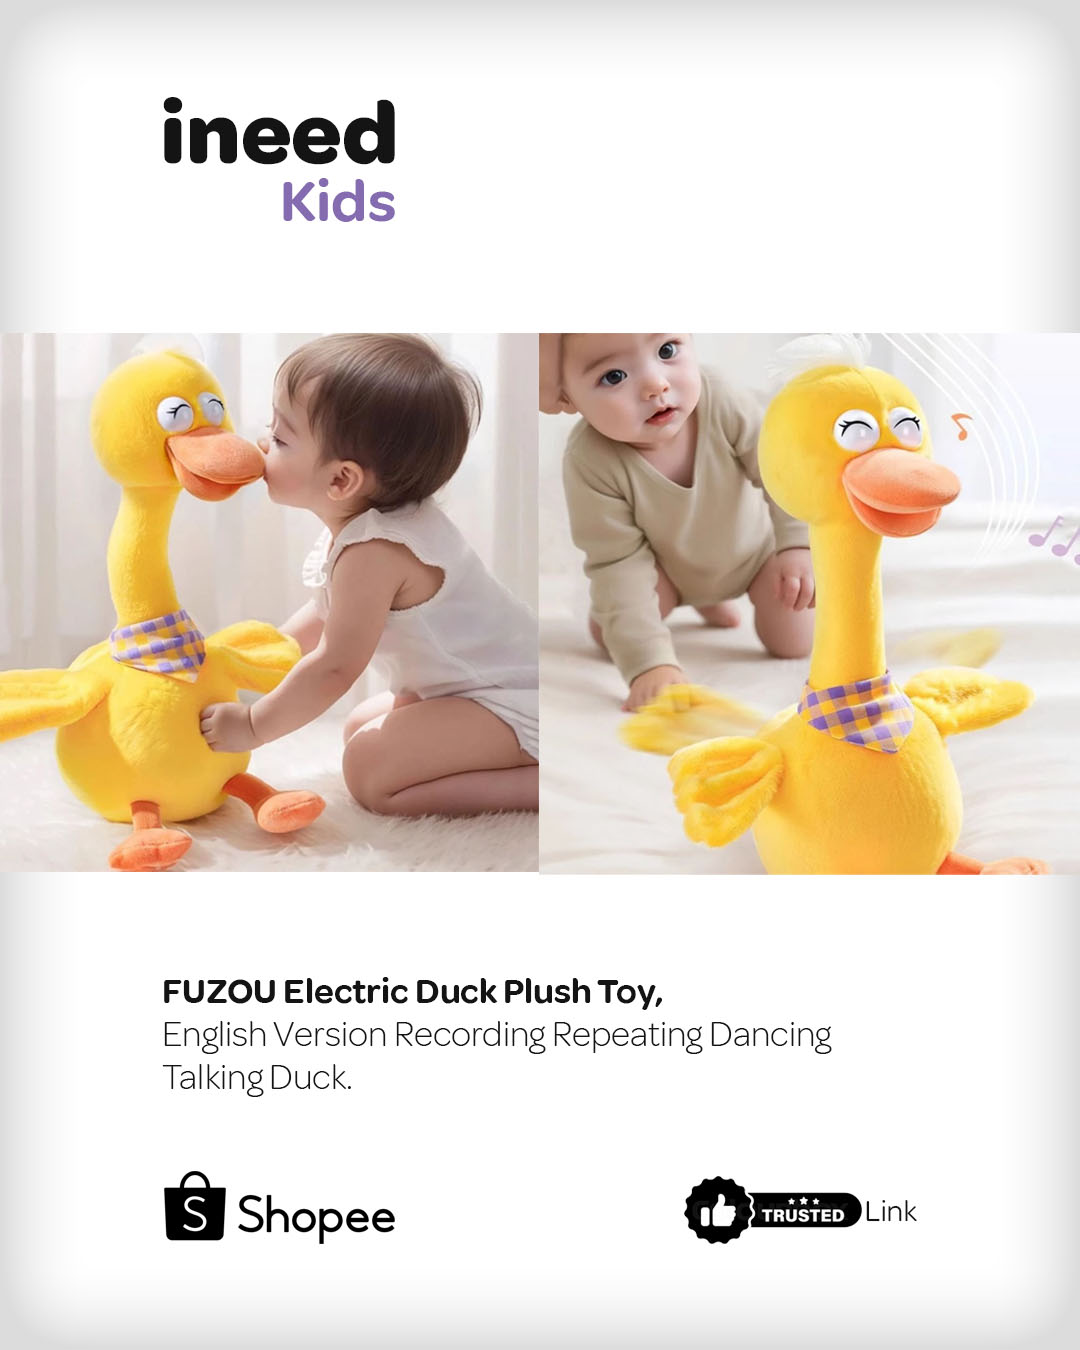 ineed
Kids
FUZOU Electric Duck Plush Toy,
English Version Recording Repeating Dancing
Talking Duck.
S Shopee
TRUSTED Link